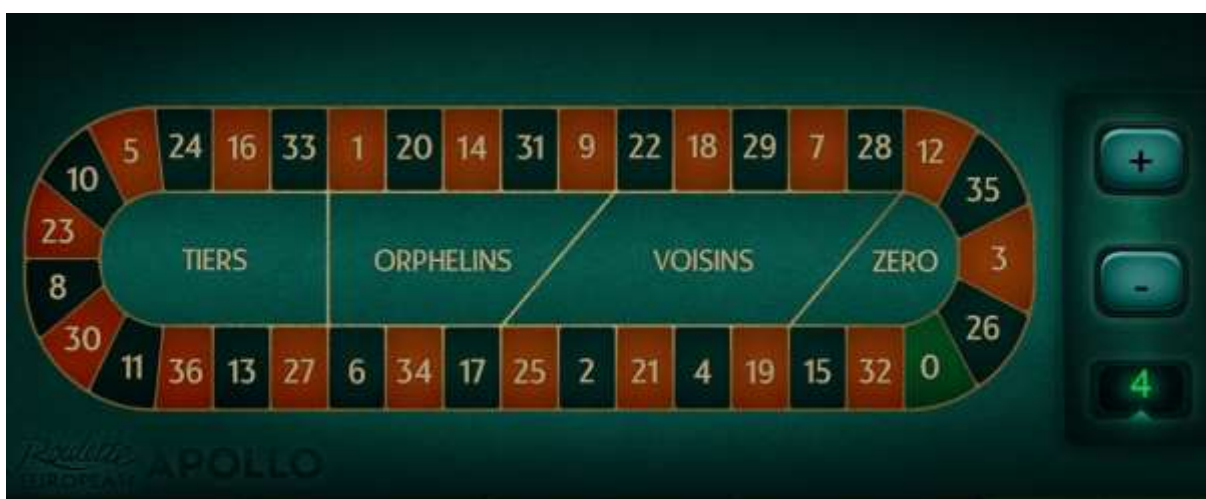 5 24 16 33 1 20 14 31 9 22 18 29 7 28 12
10 35
23 TIERS ORPHELINS VOISINS ZERO 3
8 26
30 11 36 13 27 6 34 17 25 2 21 4 19 15 32 0
+
-
4
Roulette
EUROPEAN APOLLO